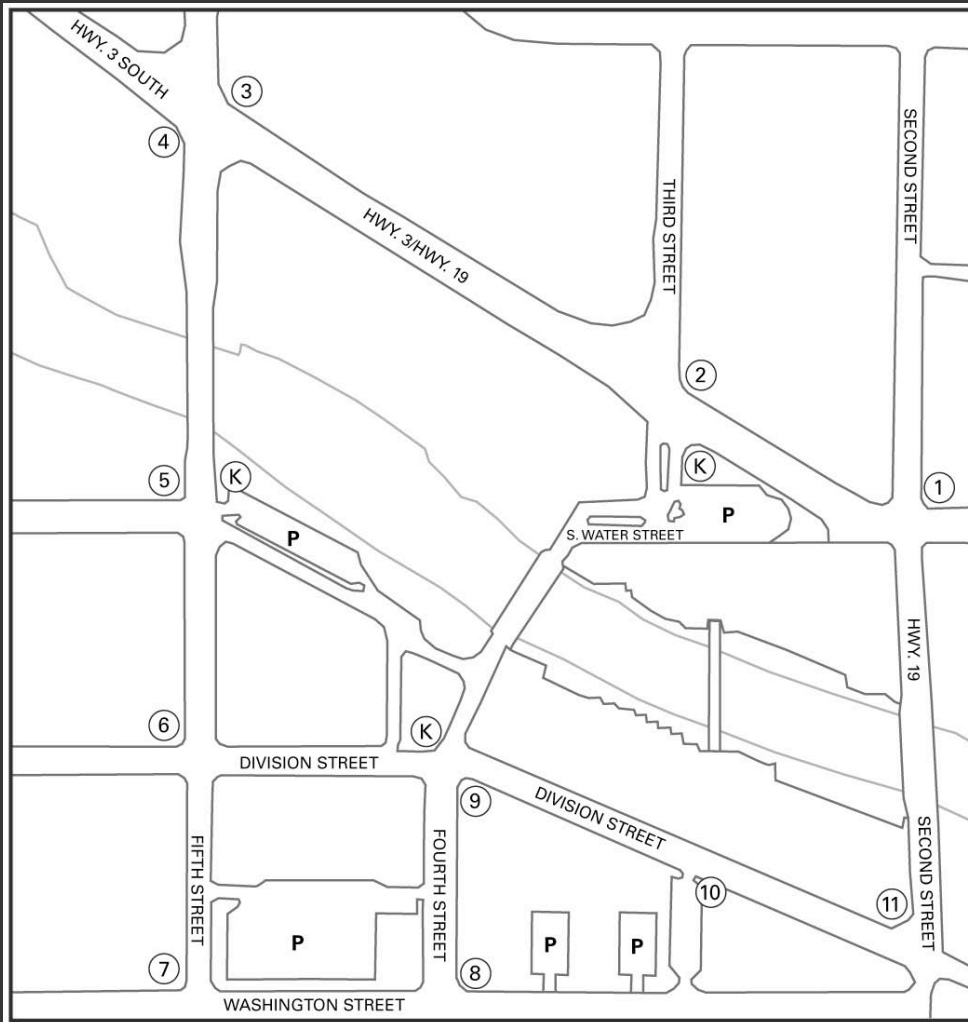 HWY. 3 SOUTH
3
4
SECOND STREET
THIRD STREET
HWY. 3/HWY. 19
2
K
5
K
1
P
P
S. WATER STREET
HWY. 19
6
K
DIVISION STREET
9
DIVISION STREET
FIFTH STREET
FOURTH STREET
SECOND STREET
10
11
P
P
P
7
8
WASHINGTON STREET